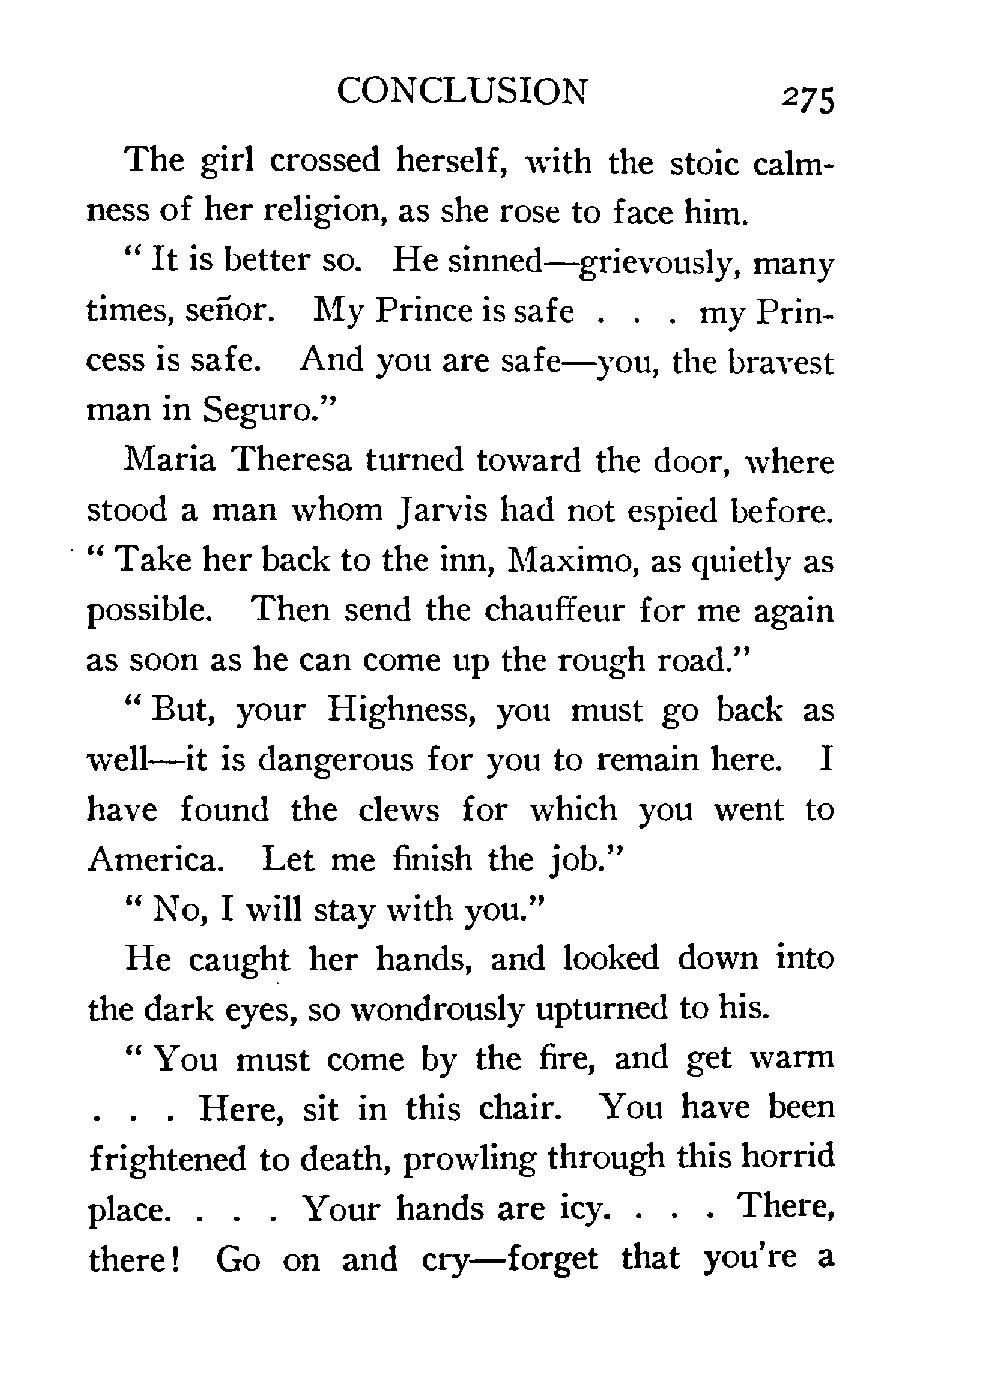 CONCLUSION 275
The girl crossed herself, with the stoic calm-
ness of her religion, as she rose to face him.
“ It is better so. He sinned—grievously, many
times, señor. My Prince is safe . . . my Prin-
cess is safe. And you are safe—you, the bravest
man in Seguro.”
Maria Theresa turned toward the door, where
stood a man whom Jarvis had not espied before.
“ Take her back to the inn, Maximo, as quietly as
possible. Then send the chauffeur for me again
as soon as he can come up the rough road.”
“ But, your Highness, you must go back as
well—it is dangerous for you to remain here. I
have found the clews for which you went to
America. Let me finish the job.”
“ No, I will stay with you.”
He caught her hands, and looked down into
the dark eyes, so wondrously upturned to his.
“ You must come by the fire, and get warm
. . . Here, sit in this chair. You have been
frightened to death, prowling through this horrid
place. . . . Your hands are icy. . . . There,
there! Go on and cry—forget that you're a